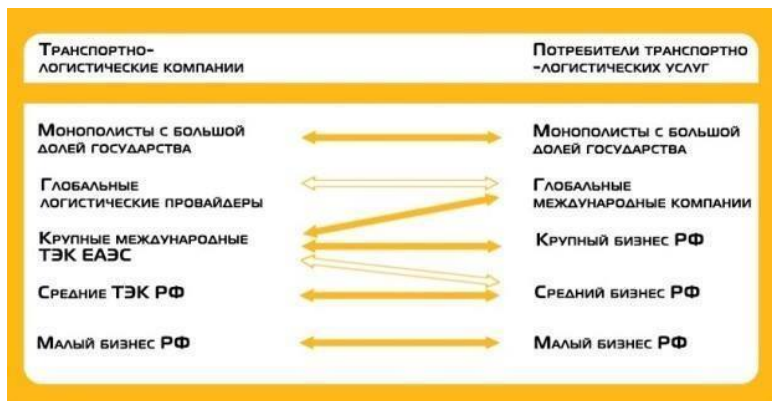 Транспортно-
логистические компании
Потребители транспортно
-логистических услуг
Монополисты с большой
долей государства
Монополисты с большой
долей государства
Глобальные
логистические провайдеры
Глобальные
международные компании
Крупные международные
ТЭК ЕАЭС
Крупный бизнес РФ
Средние ТЭК РФ
Средний бизнес РФ
Малый бизнес РФ
Малый бизнес РФ